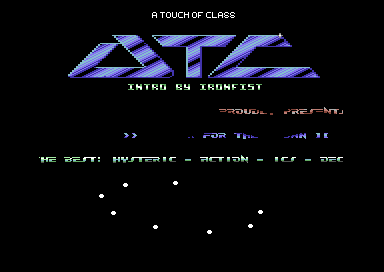 A TOUCH OF CLASS
ATC
INTRO BY IRONFIST
PROUDLY PRESENT
>> FOR THE
HE BEST: HYSTERIC - ACTION - ICS - DEC